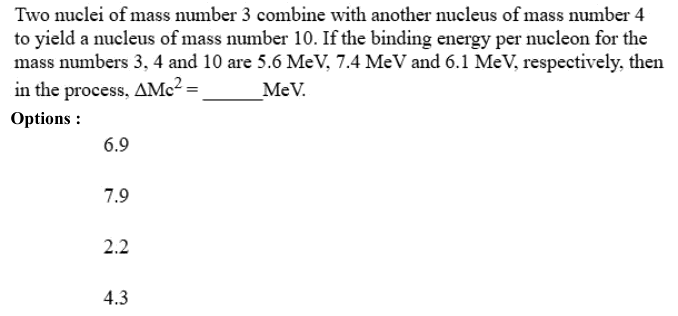 Two nuclei of mass number 3 combine with another nucleus of mass number 4
to yield a nucleus of mass number 10. If the binding energy per nucleon for the
mass numbers 3, 4 and 10 are 5.6 MeV, 7.4 MeV and 6.1 MeV, respectively, then
in the process, ΔMc² = ______MeV.
Options :
6.9
7.9
2.2
4.3